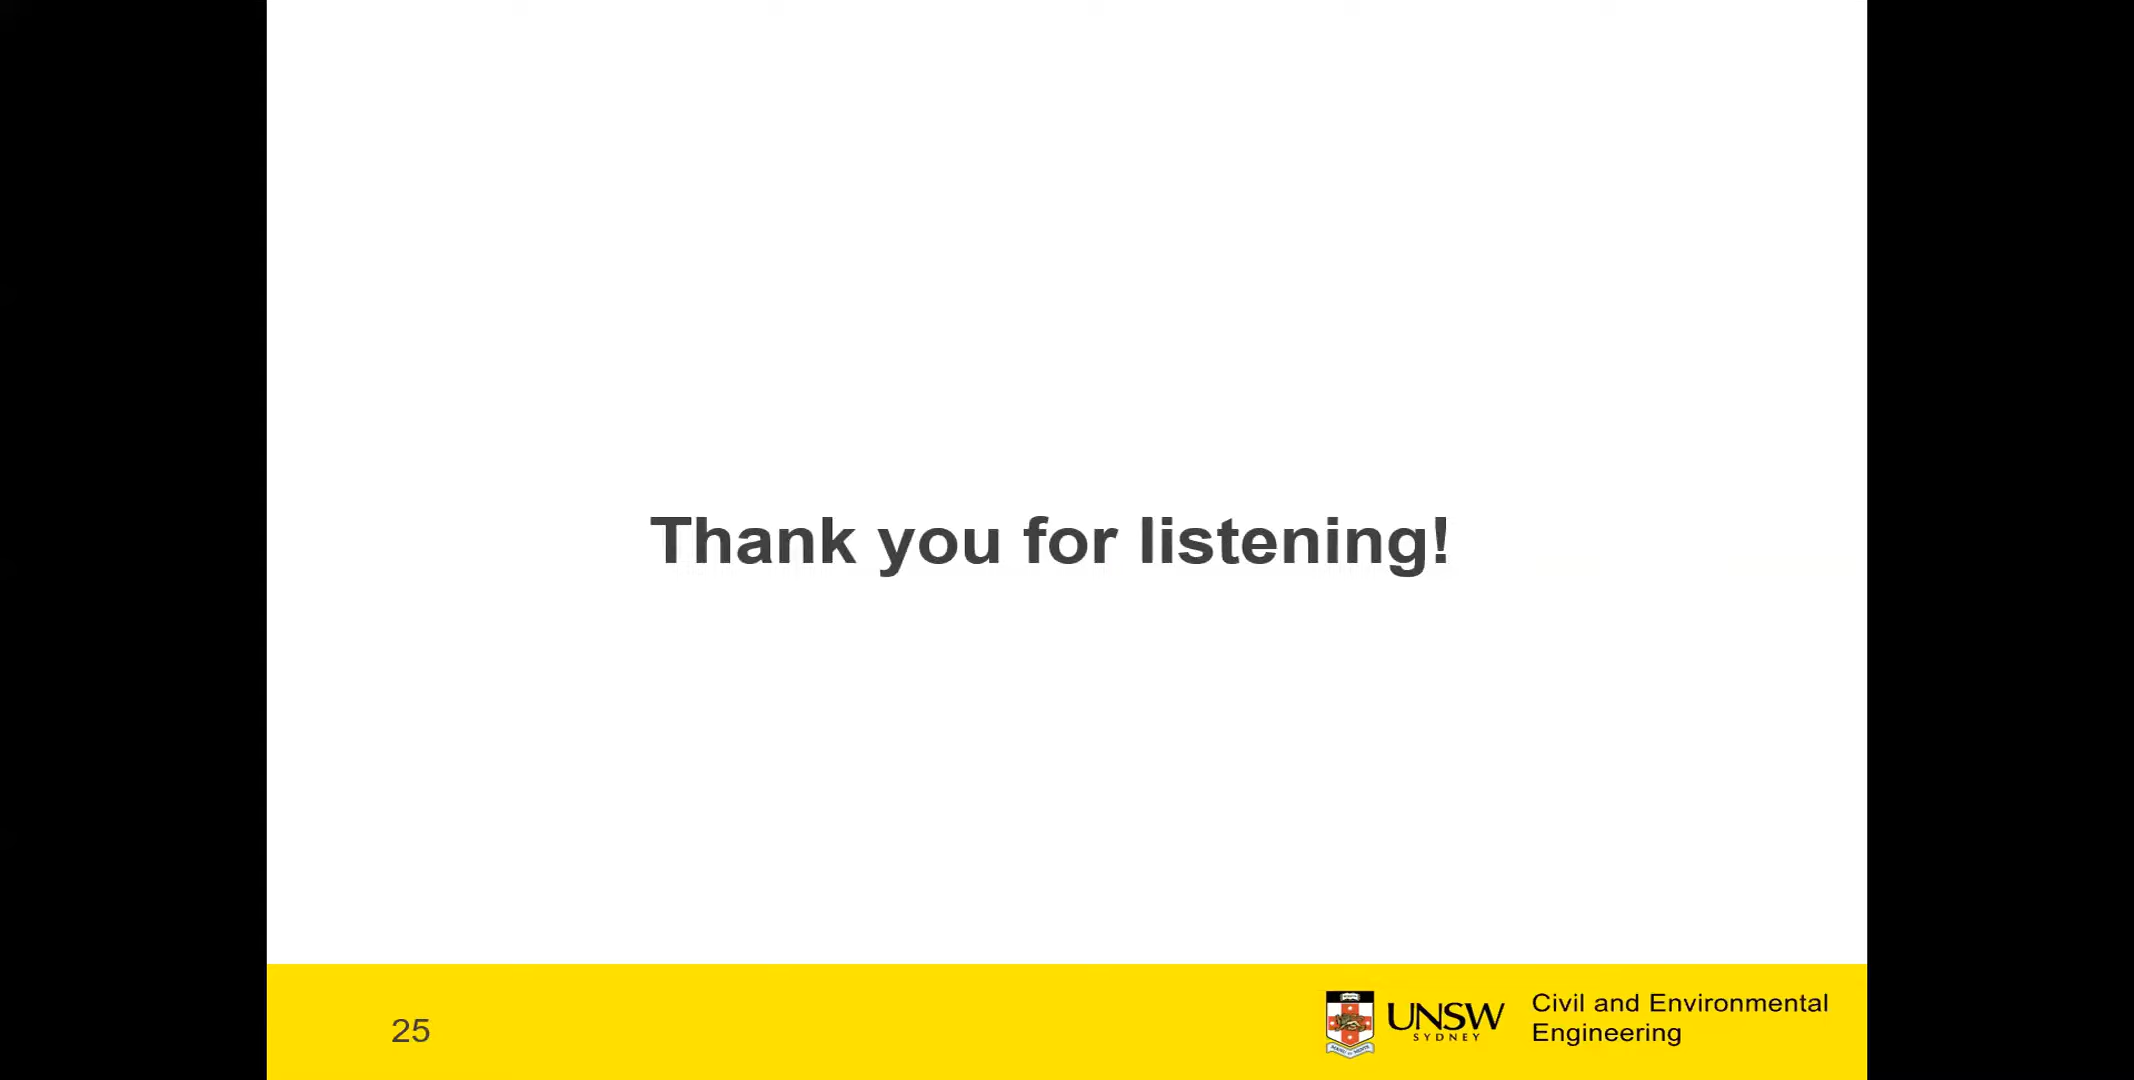 Thank you for listening!
25
UNSW
SYDNEY
Civil and Environmental
Engineering